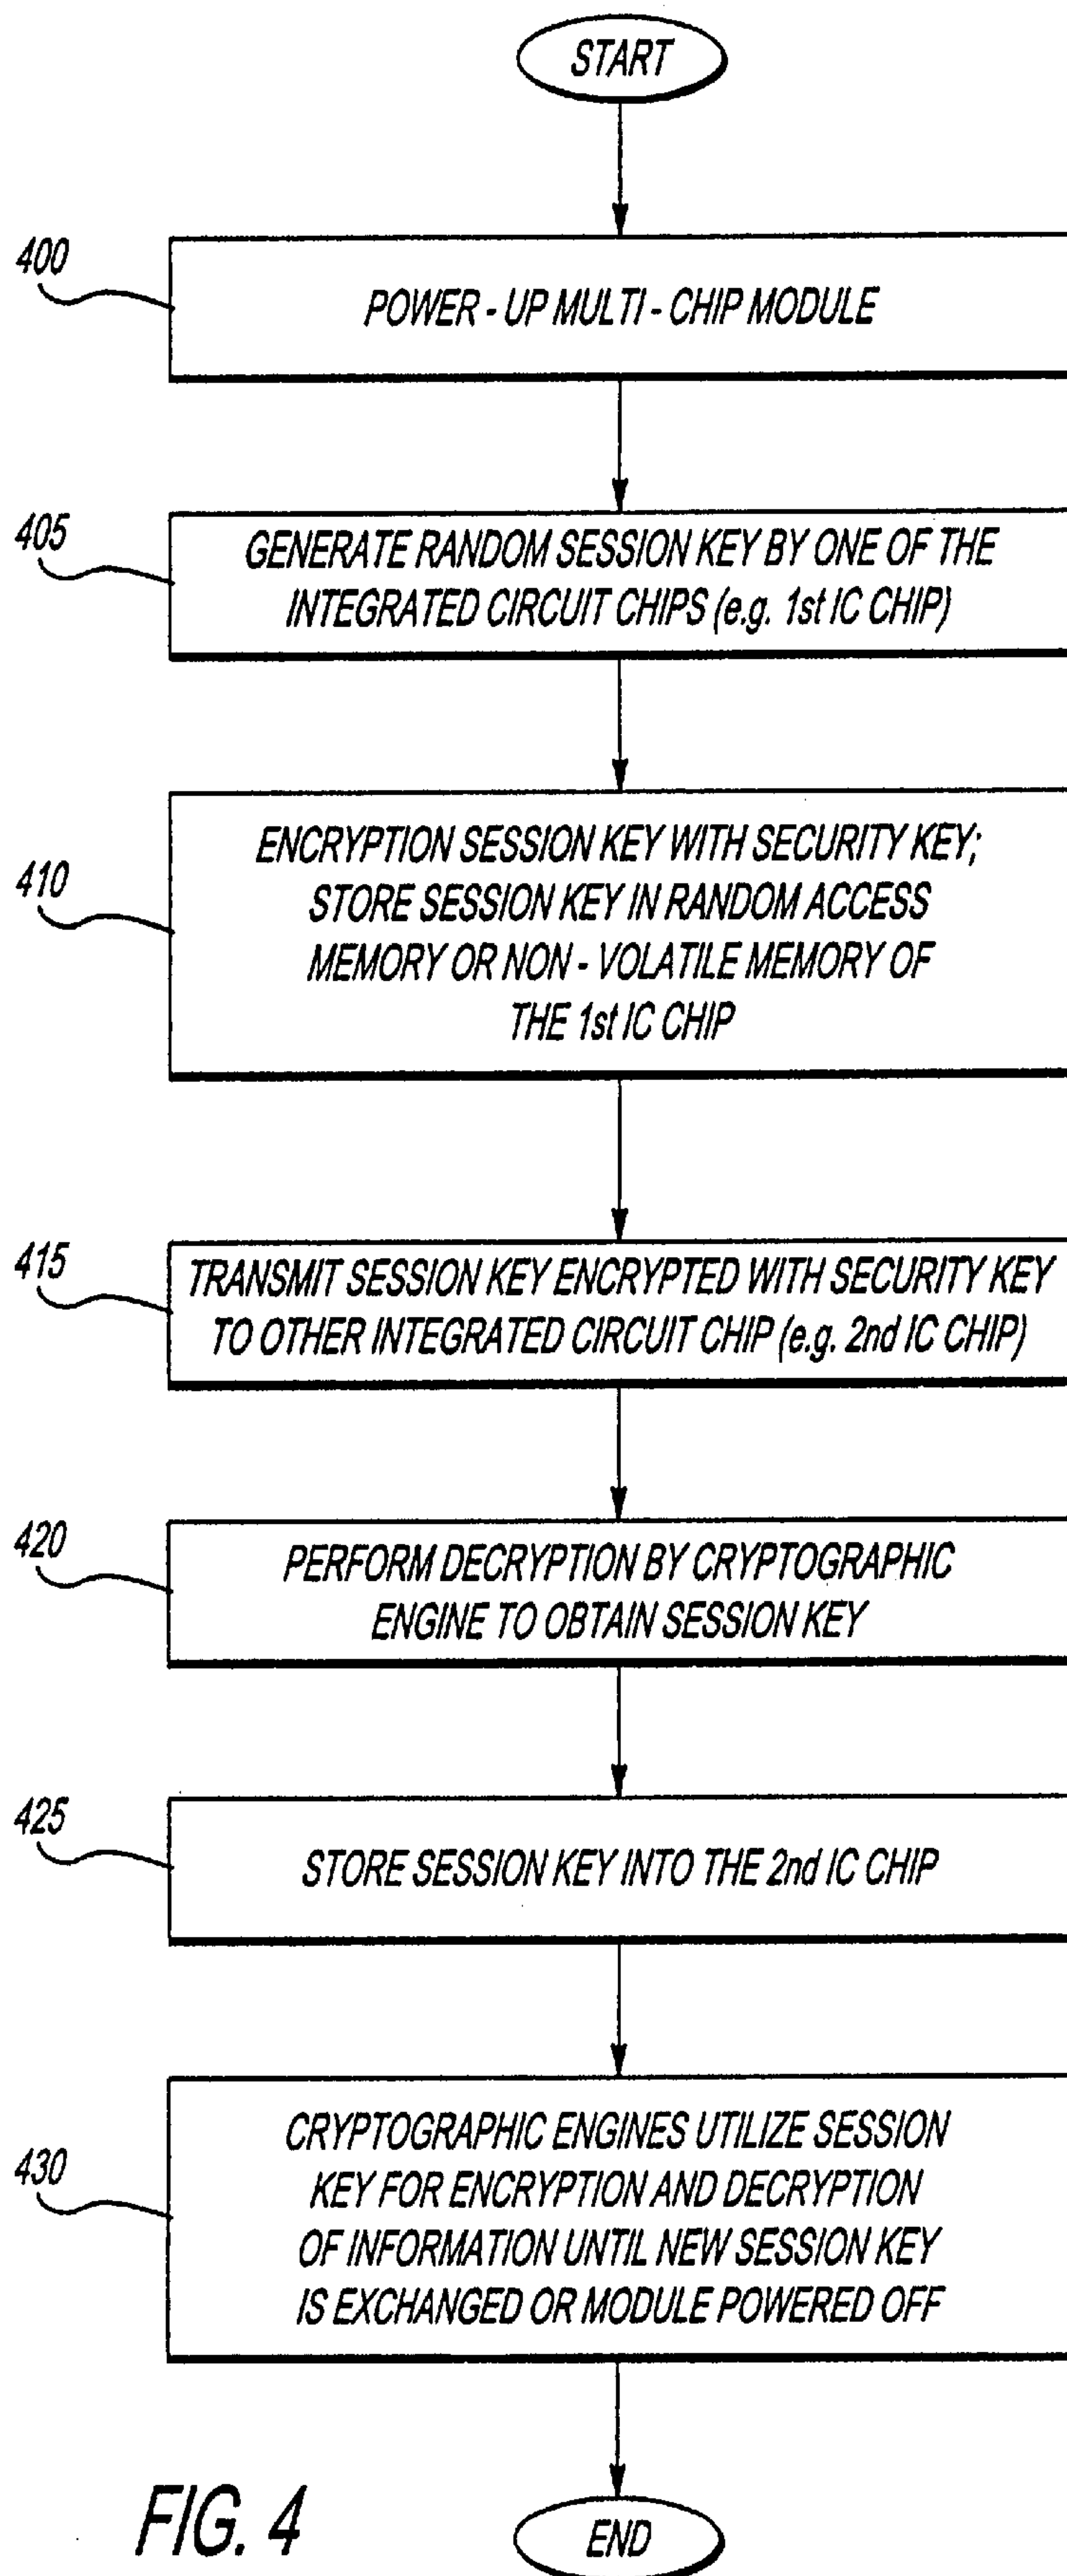 START
400
POWER - UP MULTI - CHIP MODULE
405
GENERATE RANDOM SESSION KEY BY ONE OF THE
INTEGRATED CIRCUIT CHIPS (e.g. 1st IC CHIP)
410
ENCRYPTION SESSION KEY WITH SECURITY KEY;
STORE SESSION KEY IN RANDOM ACCESS
MEMORY OR NON - VOLATILE MEMORY OF
THE 1st IC CHIP
415
TRANSMIT SESSION KEY ENCRYPTED WITH SECURITY KEY
TO OTHER INTEGRATED CIRCUIT CHIP (e.g. 2nd IC CHIP)
420
PERFORM DECRYPTION BY CRYPTOGRAPHIC
ENGINE TO OBTAIN SESSION KEY
425
STORE SESSION KEY INTO THE 2nd IC CHIP
430
CRYPTOGRAPHIC ENGINES UTILIZE SESSION
KEY FOR ENCRYPTION AND DECRYPTION
OF INFORMATION UNTIL NEW SESSION KEY
IS EXCHANGED OR MODULE POWERED OFF
END
FIG. 4